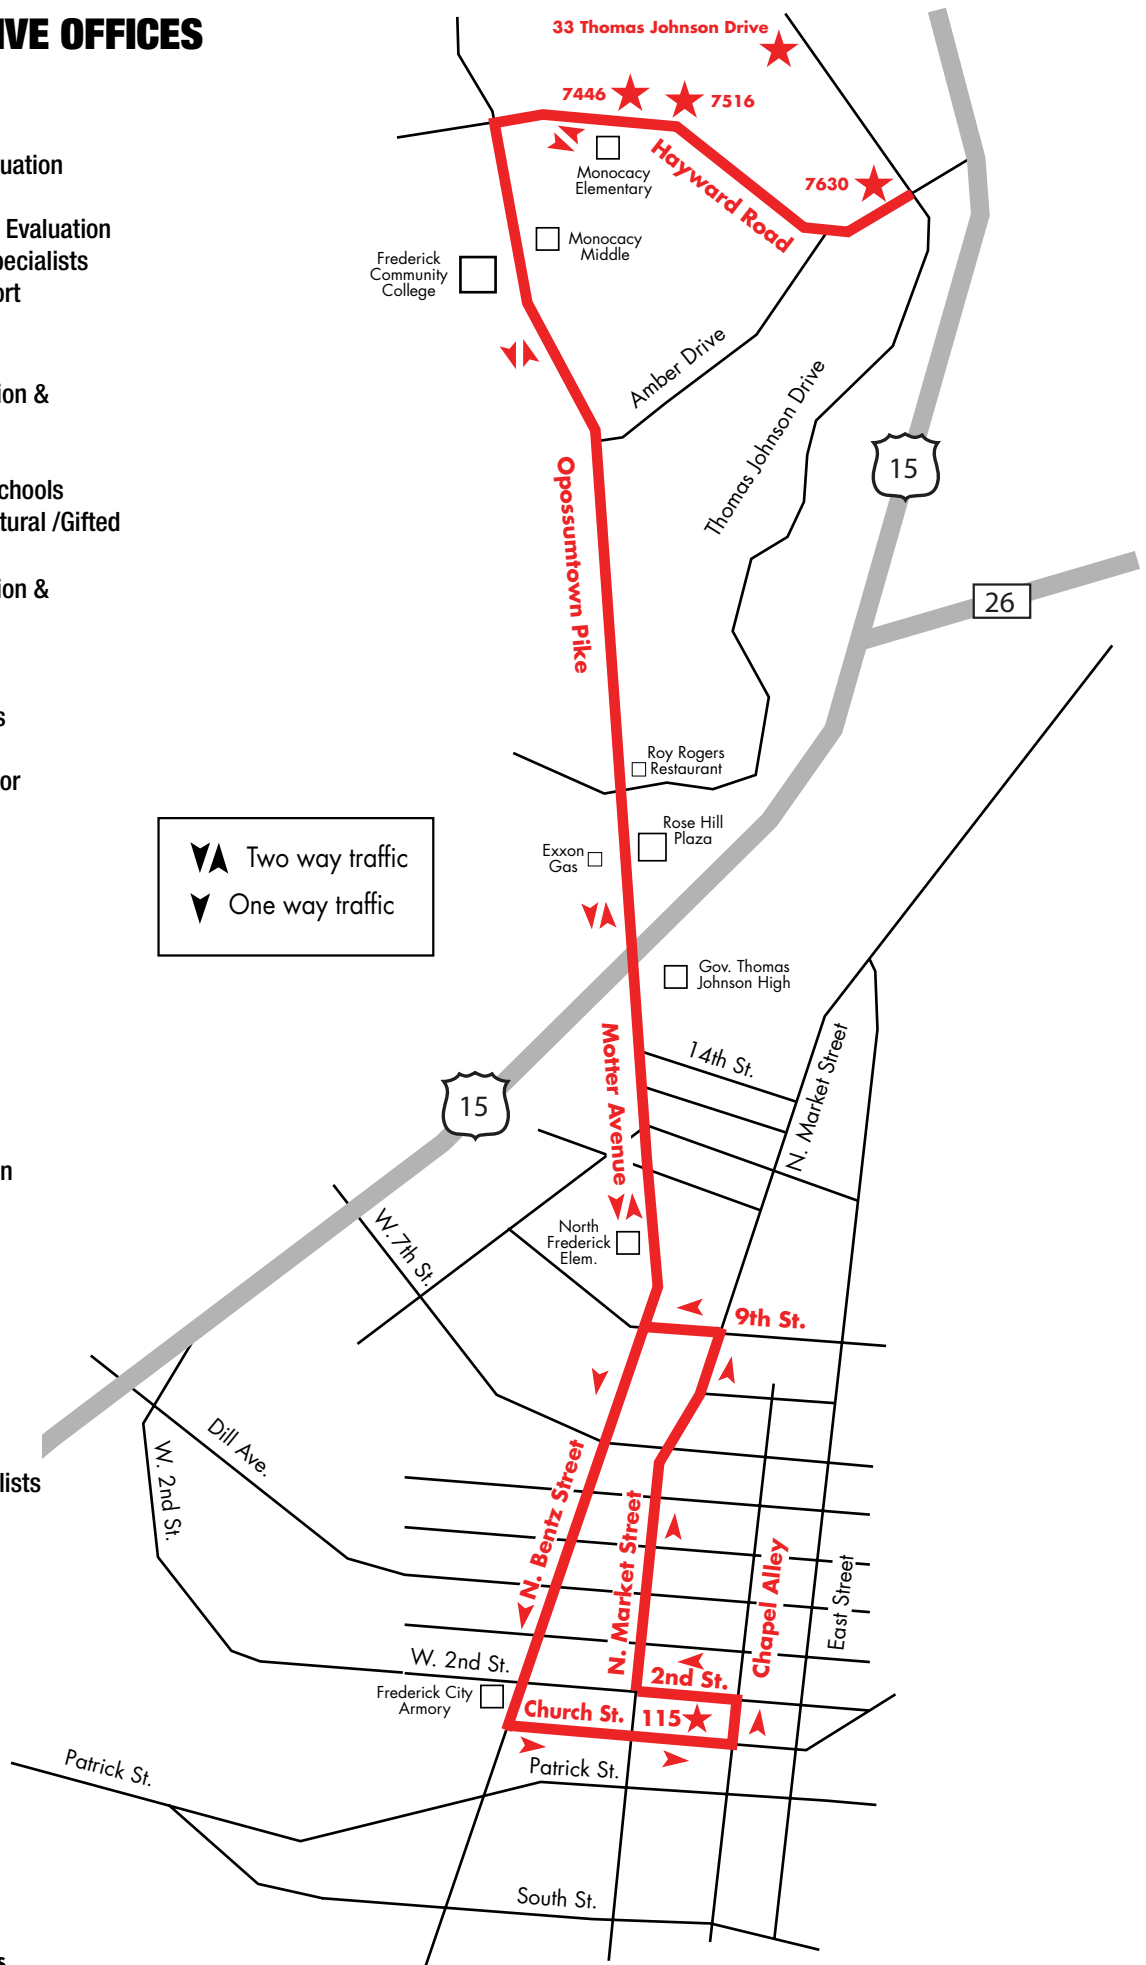 IVE OFFICES
uation
Evaluation
pecialists
ort
ion &
chools
tural /Gifted
ion &
s
or
n
lists
s
33 Thomas Johnson Drive
7446
7516
Hayward Road
7630
Monocacy
Elementary
Monocacy
Middle
Frederick
Community
College
Amber Drive
Thomas Johnson Drive
15
26
Opossumtown Pike
Roy Rogers
Restaurant
Rose Hill
Plaza
Exxon
Gas
Two way traffic
One way traffic
Gov. Thomas
Johnson High
Motter Avenue
14th St.
N. Market Street
15
W. 7th St.
North
Frederick
Elem.
9th St.
Dill Ave.
W. 2nd St.
N. Bentz Street
N. Market Street
Chapel Alley
East Street
W. 2nd St.
2nd St.
Frederick City
Armory
Church St.
115
Patrick St.
Patrick St.
South St.